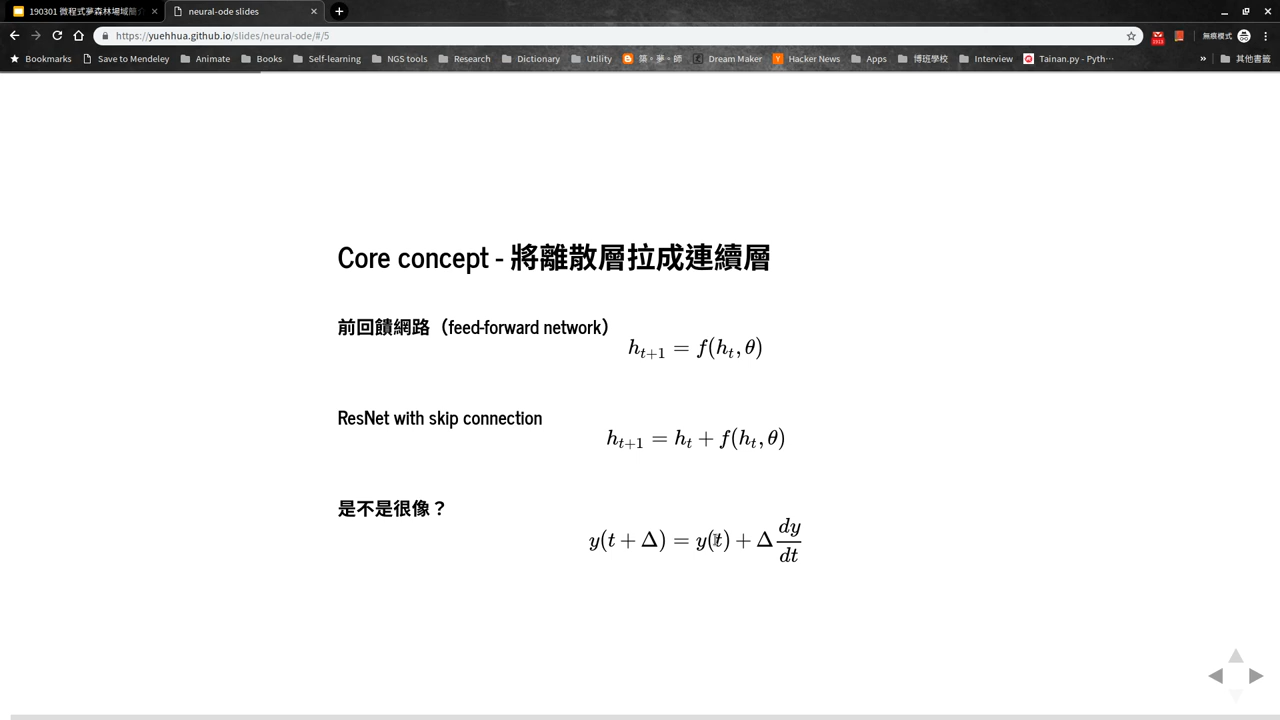 190301 微程式夢森林場域簡
neural-ode slides
https://yuehhua.github.io/slides/neural-ode/#/5
無痕模式
Bookmarks Save to Mendeley Animate Books Self-learning NGS tools Research Dictionary Utility 築。夢。師 Dream Maker Hacker News Apps 博班學校 Interview Tainan.py - Pyth… » 其他書籤
Core concept - 將離散層拉成連續層
前回饋網路（feed-forward network）
h_{t+1} = f(h_t, θ)
ResNet with skip connection
h_{t+1} = h_t + f(h_t, θ)
是不是很像？
y(t + Δ) = y(t) + Δ dy/dt